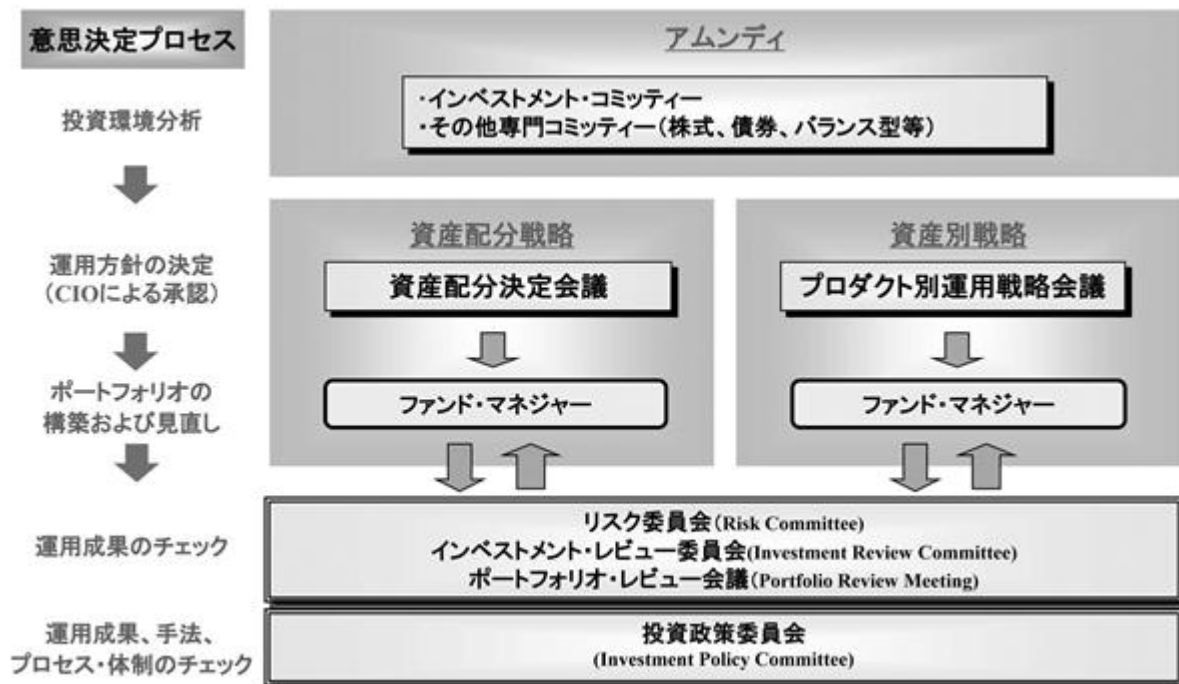 意思決定プロセス
アムンディ
投資環境分析
・インベストメント・コミッティー
・その他専門コミッティー(株式、債券、バランス型等)
資産配分戦略
資産別戦略
運用方針の決定
(CIOによる承認)
資産配分決定会議
プロダクト別運用戦略会議
ポートフォリオの
構築および見直し
ファンド・マネジャー
ファンド・マネジャー
運用成果のチェック
リスク委員会(Risk Committee)
インベストメント・レビュー委員会(Investment Review Committee)
ポートフォリオ・レビュー会議(Portfolio Review Meeting)
運用成果、手法、
プロセス・体制のチェック
投資政策委員会
(Investment Policy Committee)